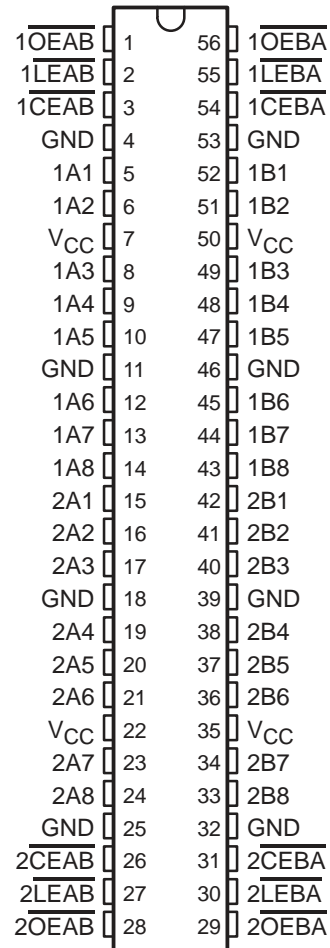 1OEAB 1 56 1OEBA
1LEAB 2 55 1LEBA
1CEAB 3 54 1CEBA
GND 4 53 GND
1A1 5 52 1B1
1A2 6 51 1B2
VCC 7 50 VCC
1A3 8 49 1B3
1A4 9 48 1B4
1A5 10 47 1B5
GND 11 46 GND
1A6 12 45 1B6
1A7 13 44 1B7
1A8 14 43 1B8
2A1 15 42 2B1
2A2 16 41 2B2
2A3 17 40 2B3
GND 18 39 GND
2A4 19 38 2B4
2A5 20 37 2B5
2A6 21 36 2B6
VCC 22 35 VCC
2A7 23 34 2B7
2A8 24 33 2B8
GND 25 32 GND
2CEAB 26 31 2CEBA
2LEAB 27 30 2LEBA
2OEAB 28 29 2OEBA